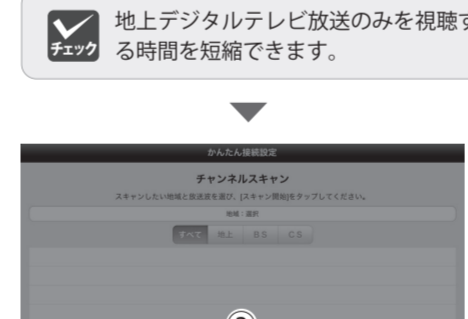 地上デジタルテレビ放送のみを視聴す
チェック
る時間を短縮できます。
かんたん接続設定
チャンネルスキャン
スキャンしたい地域と放送波を選び、[スキャン開始]をタップしてください。
地域：選択
すべて 地上 BS CS